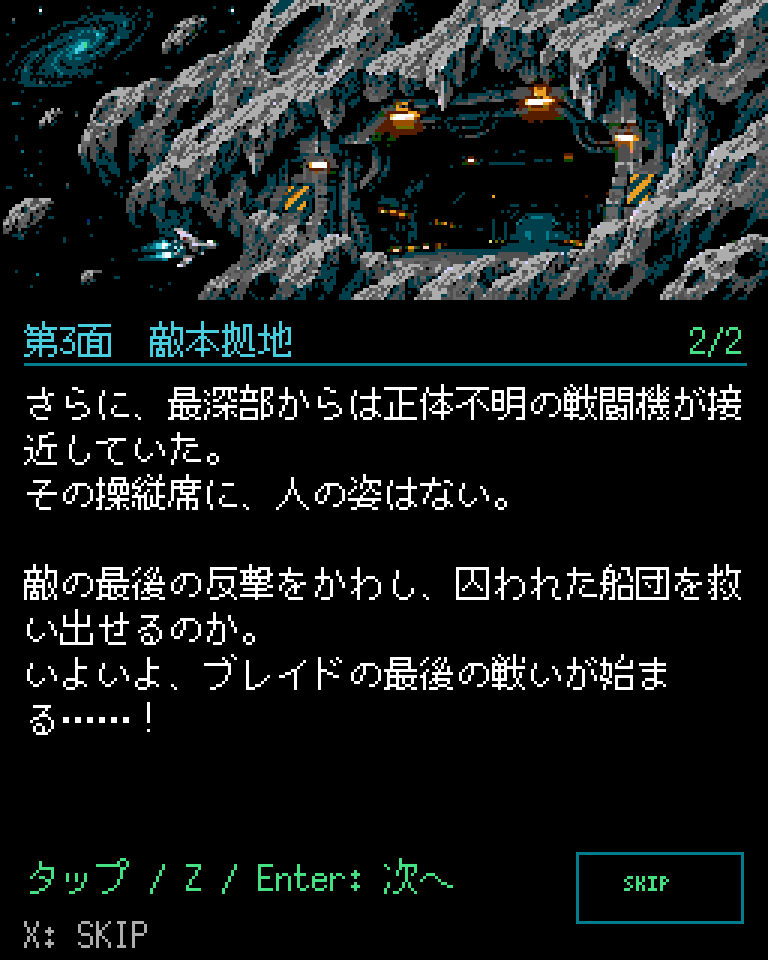 第3面　敵本拠地
2/2
さらに、最深部からは正体不明の戦闘機が接
近していた。
その操縦席に、人の姿はない。
敵の最後の反撃をかわし、囚われた船団を救
い出せるのか。
いよいよ、ブレイドの最後の戦いが始ま
る……！
タップ / Z / Enter: 次へ
SKIP
X: SKIP